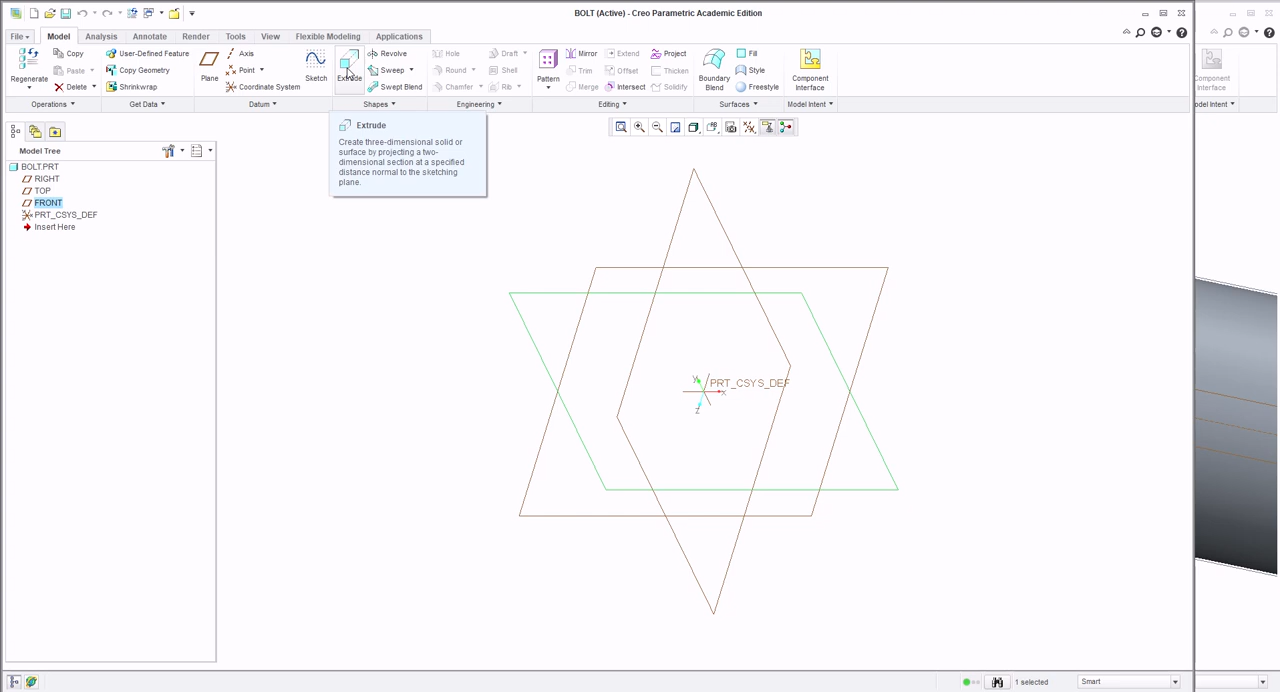 BOLT (Active) - Creo Parametric Academic Edition
File Model Analysis Annotate Render Tools View Flexible Modeling Applications
Regenerate
Copy
Paste
Delete
User-Defined Feature
Copy Geometry
Shrinkwrap
Plane
Axis
Point
Coordinate System
Sketch
Extrude
Revolve
Sweep
Swept Blend
Hole
Round
Chamfer
Draft
Shell
Rib
Pattern
Mirror
Trim
Merge
Extend
Offset
Intersect
Project
Thicken
Solidify
Boundary
Blend
Fill
Style
Freestyle
Component
Interface
Component
Interface
Operations Get Data Datum Shapes Engineering Editing Surfaces Model Intent odel Intent
Extrude
Create three-dimensional solid or
surface by projecting a two-
dimensional section at a specified
distance normal to the sketching
plane.
Model Tree
BOLT.PRT
RIGHT
TOP
FRONT
PRT_CSYS_DEF
Insert Here
Y
PRT_CSYS_DEF
X
Z
1 selected
Smart